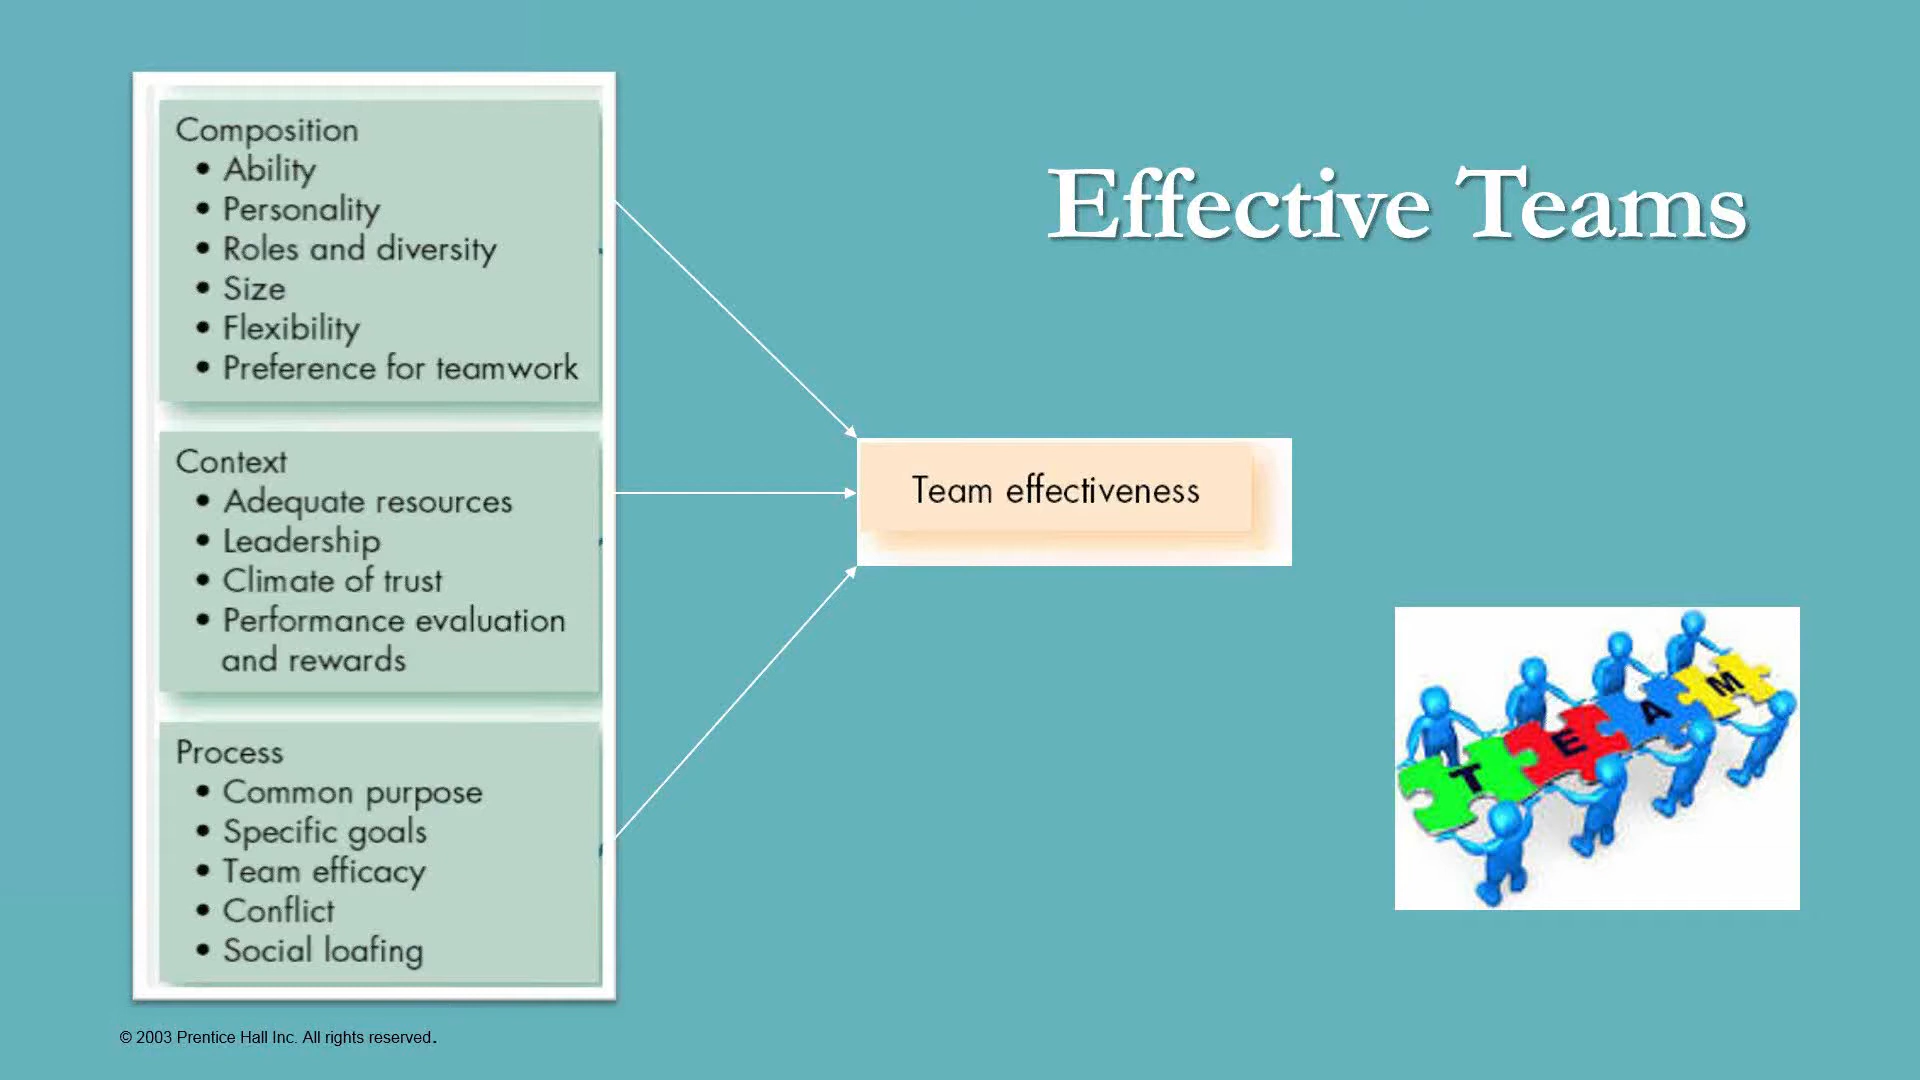 Effective Teams
Composition
• Ability
• Personality
• Roles and diversity
• Size
• Flexibility
• Preference for teamwork
Context
• Adequate resources
• Leadership
• Climate of trust
• Performance evaluation
and rewards
Process
• Common purpose
• Specific goals
• Team efficacy
• Conflict
• Social loafing
Team effectiveness
T E A M
© 2003 Prentice Hall Inc. All rights reserved.